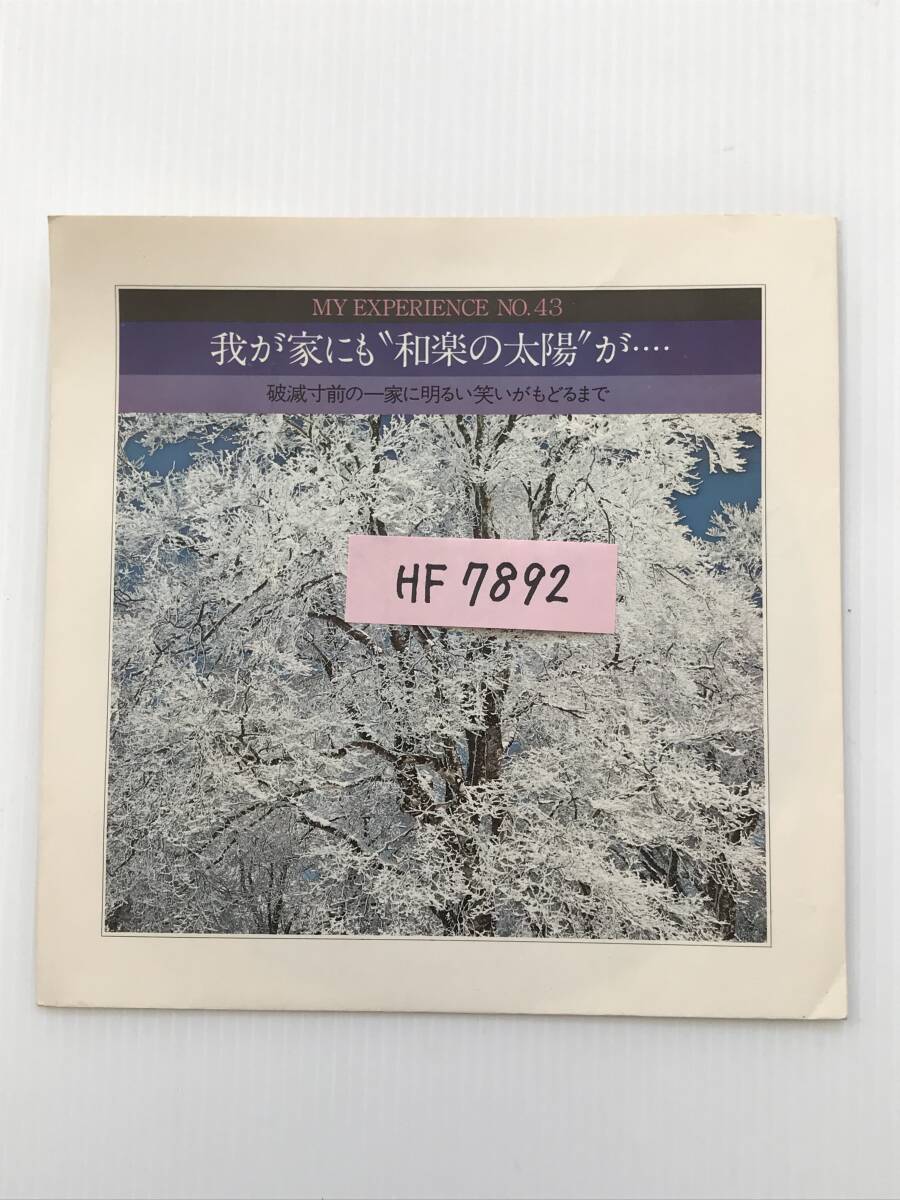 MY EXPERIENCE NO.43
我が家にも〝和楽の太陽〟が‥‥
破滅寸前の一家に明るい笑いがもどるまで
HF 7892